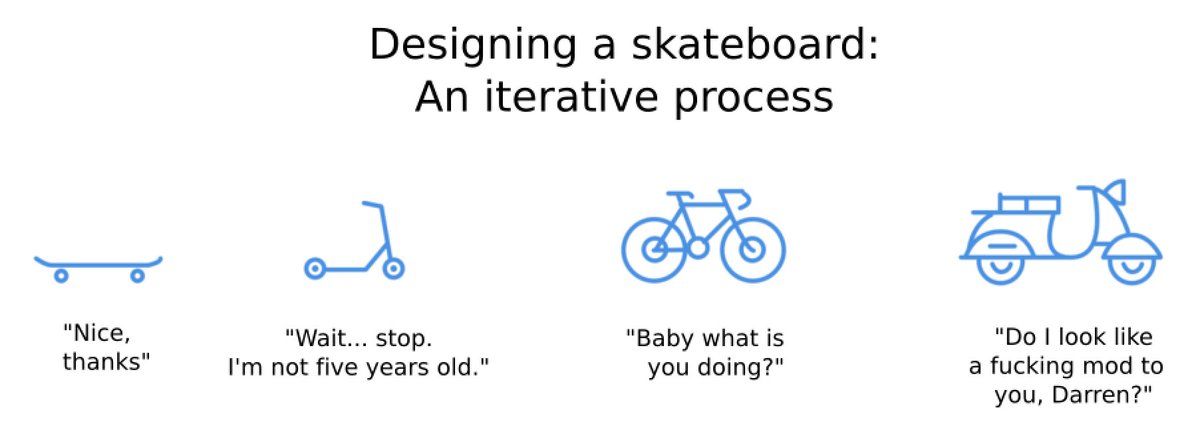 Designing a skateboard:
An iterative process
"Nice,
thanks"
"Wait... stop.
I'm not five years old."
"Baby what is
you doing?"
"Do I look like
a fucking mod to
you, Darren?"